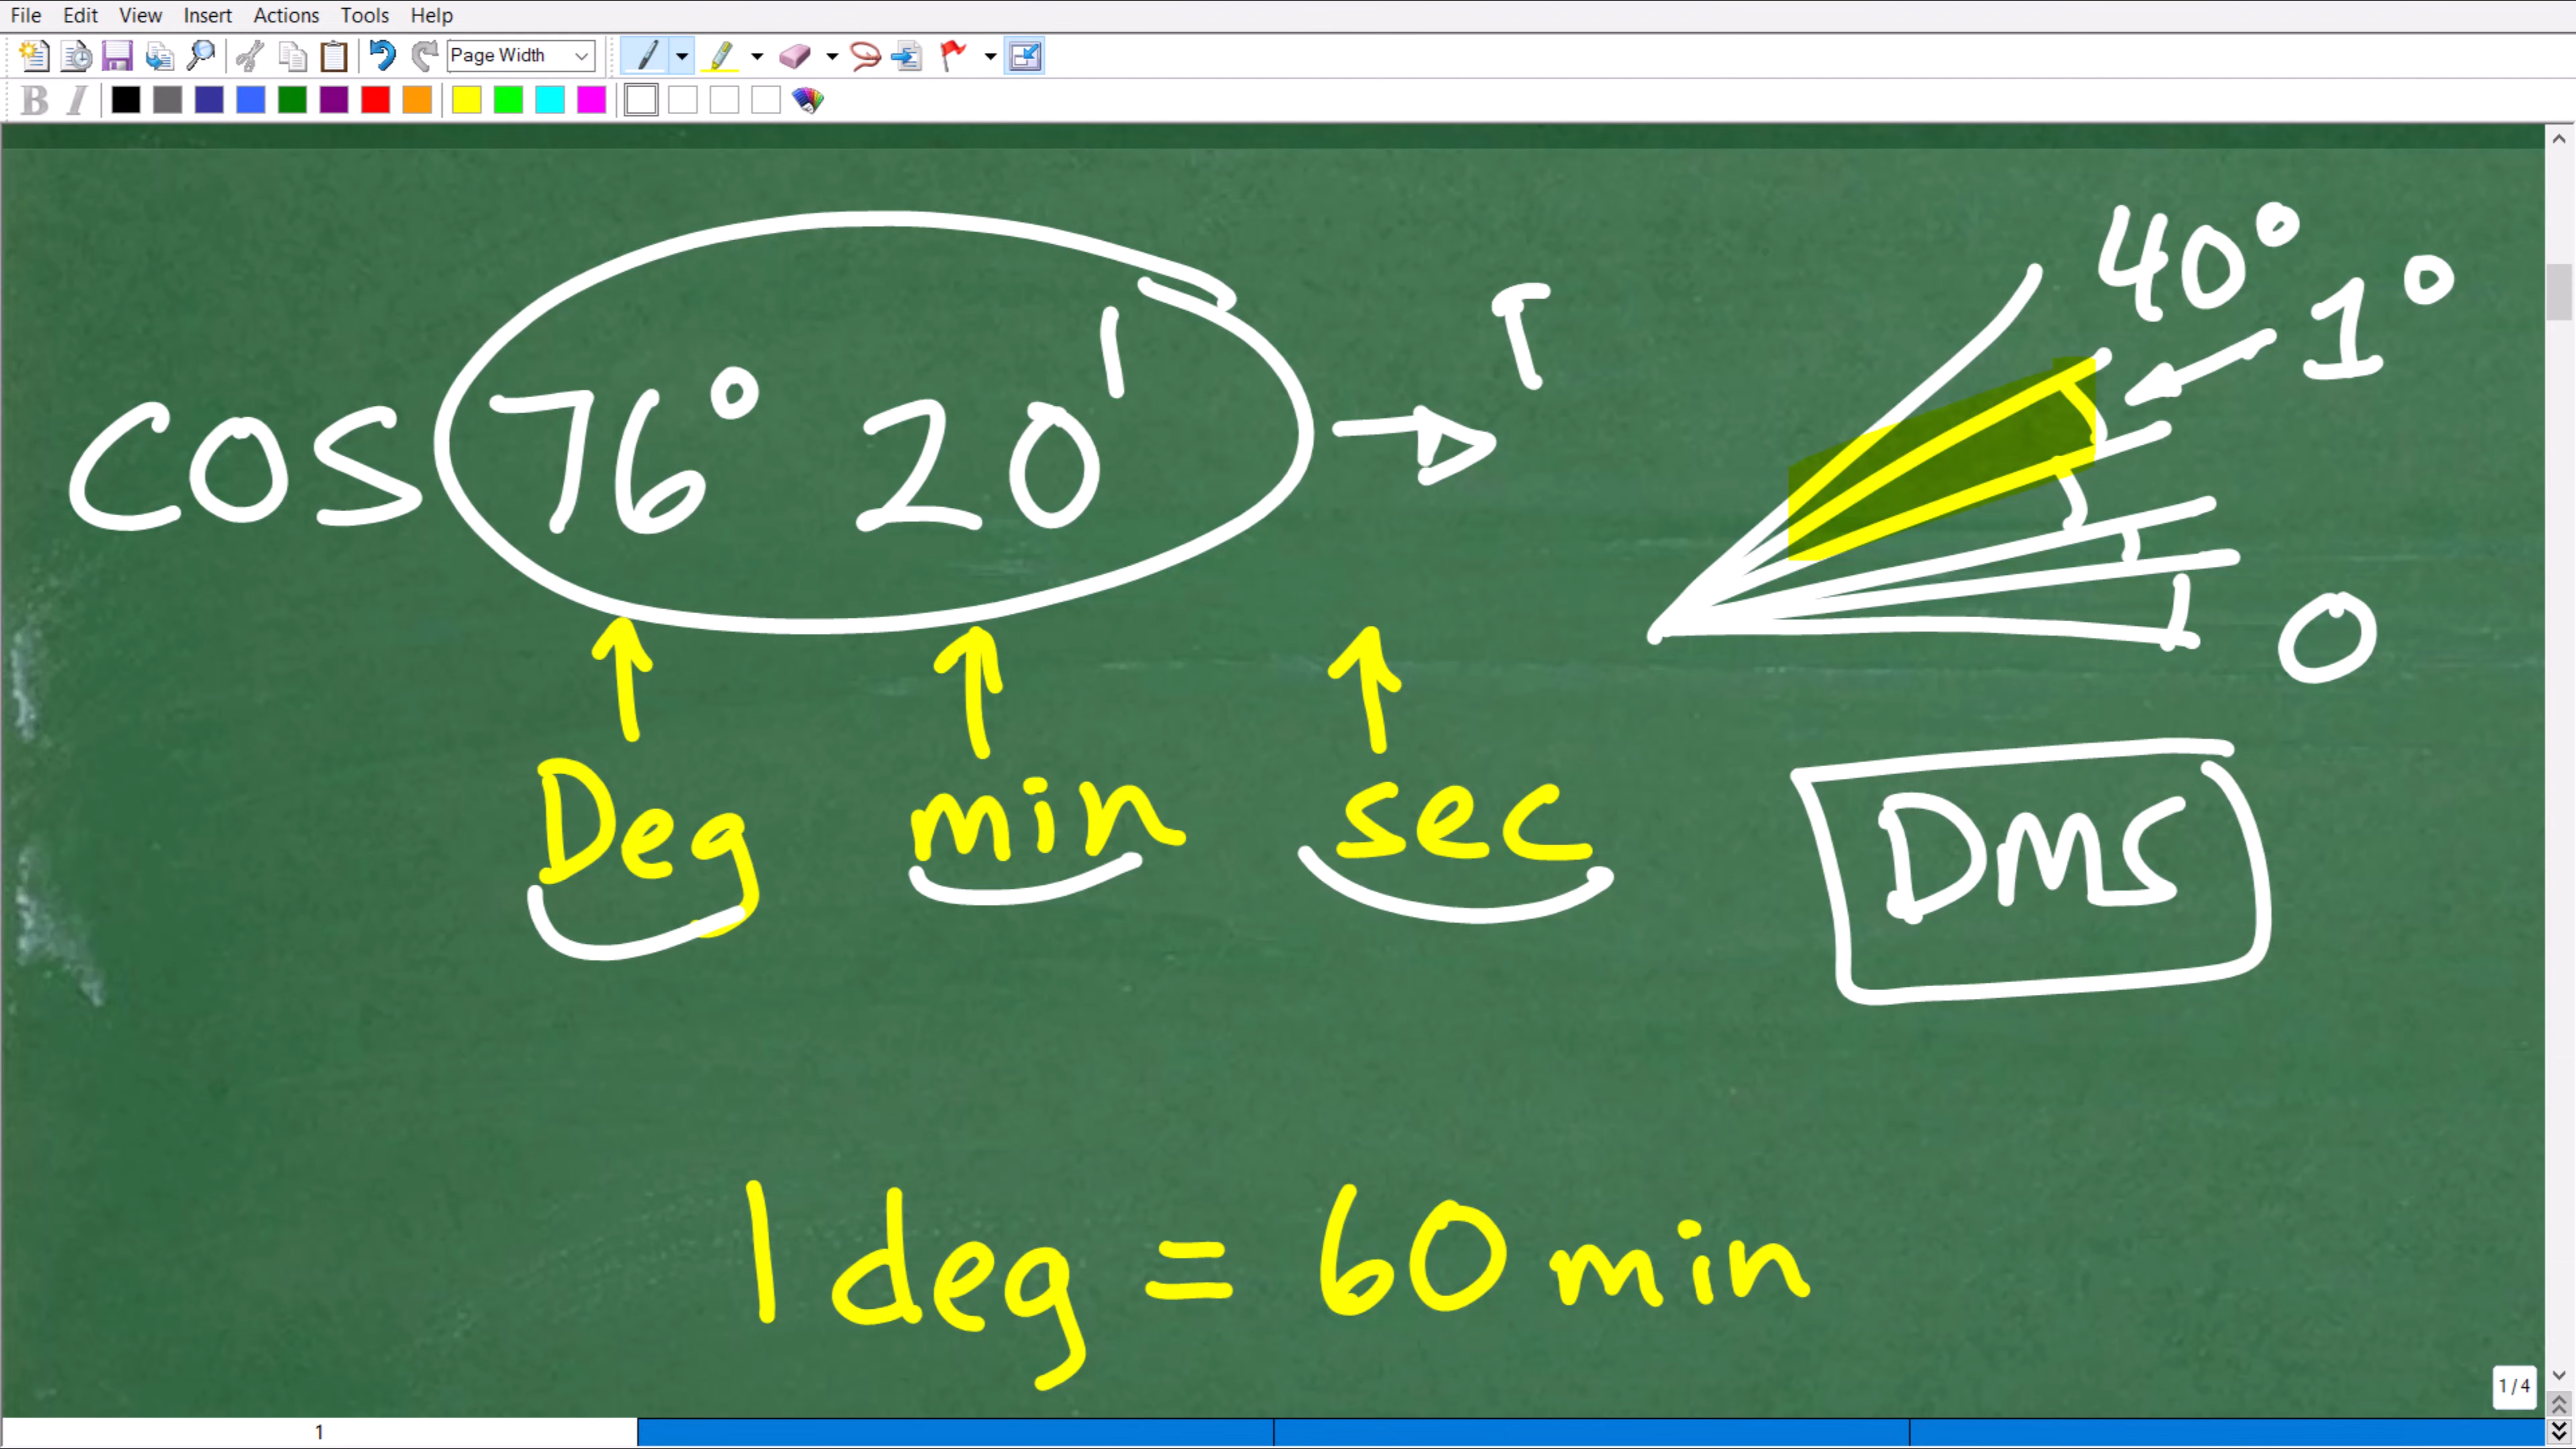 File Edit View Insert Actions Tools Help
Page Width
B I
40°
1°
cos 76° 20'
0
Deg min sec
DMS
1 deg = 60 min
1 / 4
1